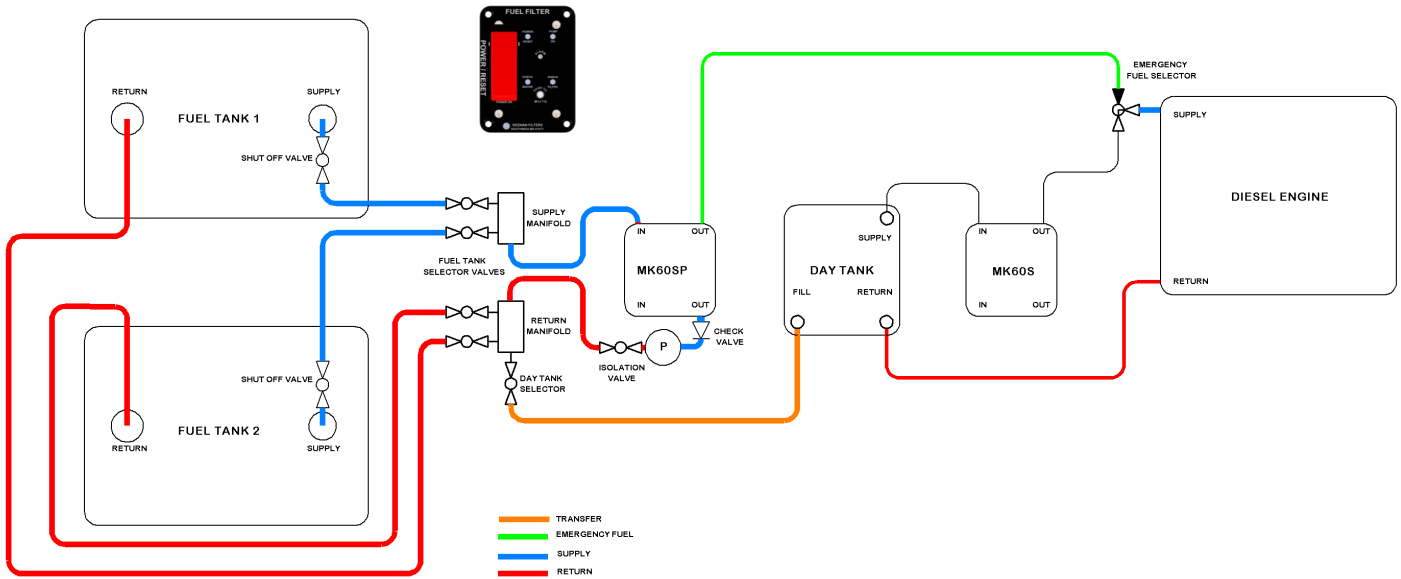 FUEL FILTER
POWER / RESET
MUTE
EMERGENCY
FUEL SELECTOR
RETURN
SUPPLY
FUEL TANK 1
SHUT OFF VALVE
SUPPLY
DIESEL ENGINE
RETURN
SUPPLY
MANIFOLD
FUEL TANK
SELECTOR VALVES
IN
OUT
MK60SP
IN
OUT
SUPPLY
DAY TANK
FILL
RETURN
IN
OUT
MK60S
IN
OUT
RETURN
MANIFOLD
CHECK
VALVE
P
ISOLATION
VALVE
DAY TANK
SELECTOR
SHUT OFF VALVE
FUEL TANK 2
RETURN
SUPPLY
TRANSFER
EMERGENCY FUEL
SUPPLY
RETURN